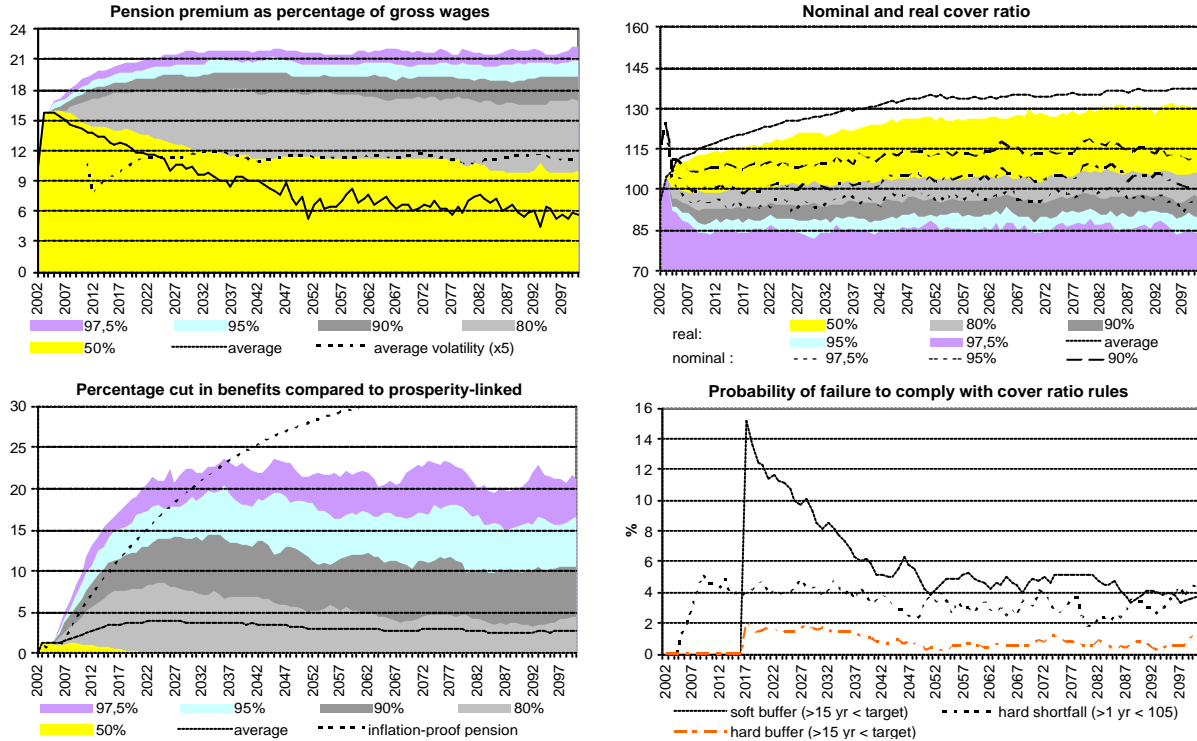 Pension premium as percentage of gross wages
24
21
18
15
12
9
6
3
0
2002 2007 2012 2017 2022 2027 2032 2037 2042 2047 2052 2057 2062 2067 2072 2077 2082 2087 2092 2097
97,5% 95% 90% 80%
50% average average volatility (x5)
Nominal and real cover ratio
160
145
130
115
100
85
70
2002 2007 2012 2017 2022 2027 2032 2037 2042 2047 2052 2057 2062 2067 2072 2077 2082 2087 2092 2097
real: 50% 80% 90%
95% 97,5% average
nominal : 97,5% 95% 90%
Percentage cut in benefits compared to prosperity-linked
30
25
20
15
10
5
0
2002 2007 2012 2017 2022 2027 2032 2037 2042 2047 2052 2057 2062 2067 2072 2077 2082 2087 2092 2097
97,5% 95% 90% 80%
50% average inflation-proof pension
Probability of failure to comply with cover ratio rules
%
16
14
12
10
8
6
4
2
0
2002 2007 2012 2017 2022 2027 2032 2037 2042 2047 2052 2057 2062 2067 2072 2077 2082 2087 2092 2097
soft buffer (>15 yr < target) hard shortfall (>1 yr < 105)
hard buffer (>15 yr < target)